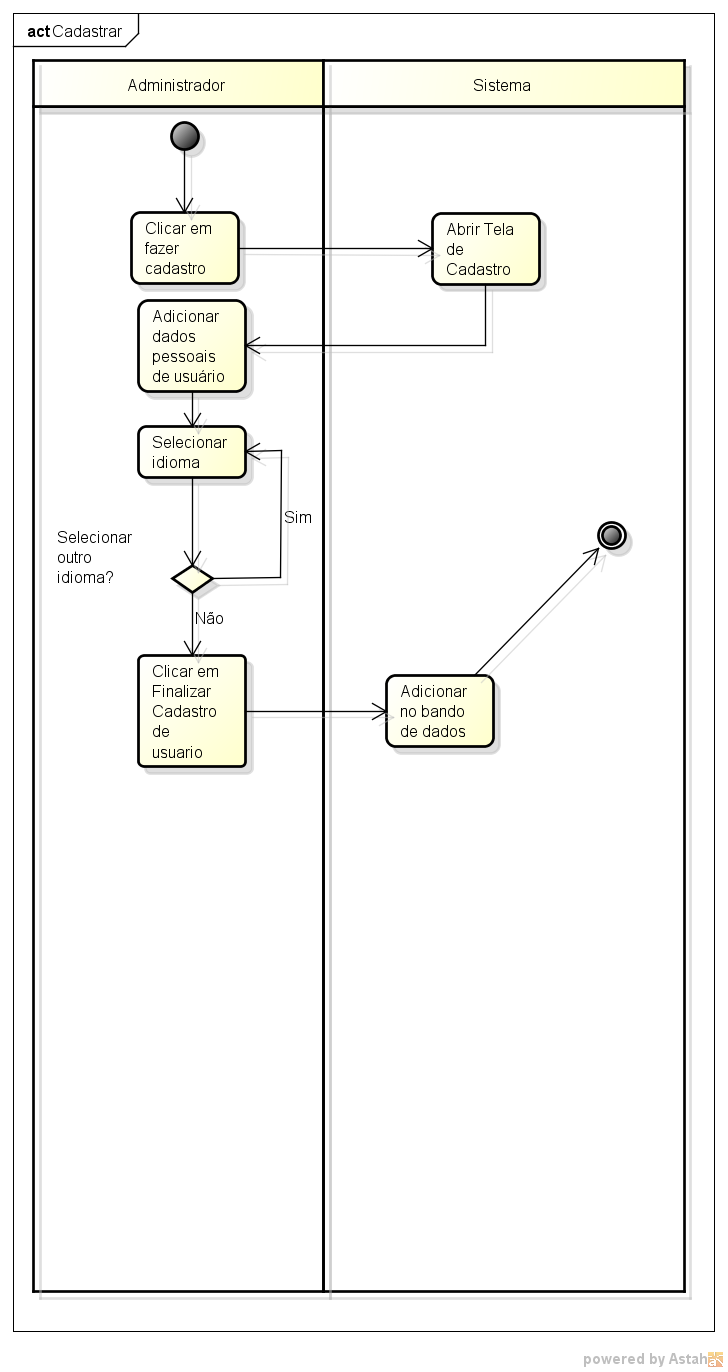 act Cadastrar
Administrador
Sistema
Clicar em
fazer
cadastro
Abrir Tela
de
Cadastro
Adicionar
dados
pessoais
de usuário
Selecionar
idioma
Sim
Selecionar
outro
idioma?
Não
Clicar em
Finalizar
Cadastro
de
usuario
Adicionar
no bando
de dados
powered by Astah